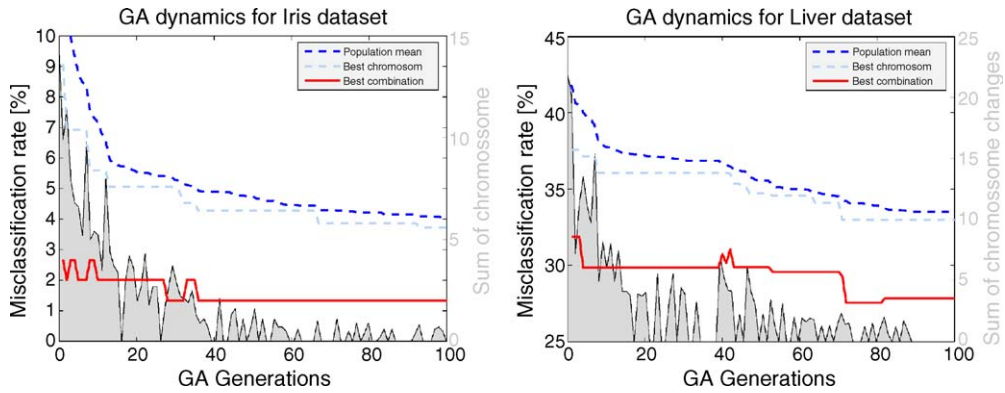 GA dynamics for Iris dataset
Misclassification rate [%]
10
9
8
7
6
5
4
3
2
1
0
Population mean
Best chromosom
Best combination
15
10
5
0
Sum of chromossome
0
20
40
60
80
100
GA Generations
GA dynamics for Liver dataset
Misclassification rate [%]
45
40
35
30
25
Population mean
Best chromosom
Best combination
25
20
15
10
5
0
Sum of chromossome changes
0
20
40
60
80
100
GA Generations